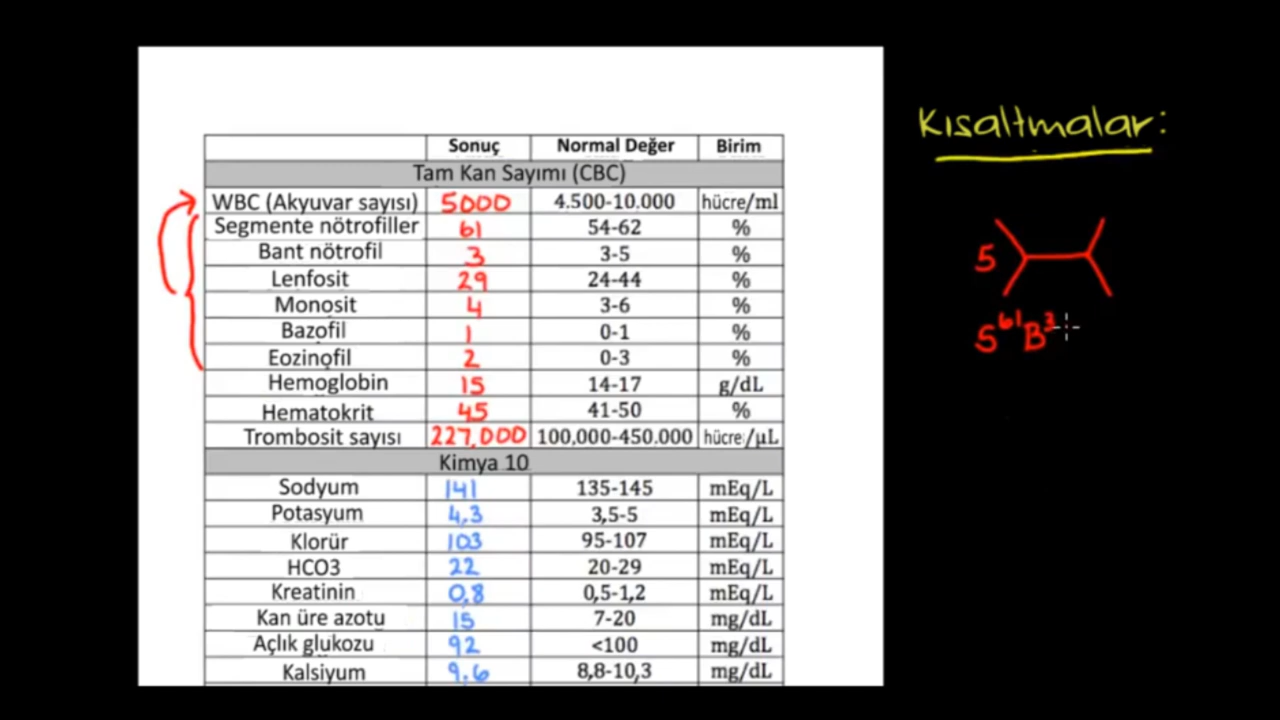 Kısaltmalar:
Sonuç Normal Değer Birim
Tam Kan Sayımı (CBC)
WBC (Akyuvar sayısı) 5000 4.500-10.000 hücre/ml
Segmente nötrofiller 61 54-62 %
Bant nötrofil 3 3-5 %
Lenfosit 29 24-44 %
Monosit 4 3-6 %
Bazofil 1 0-1 %
Eozinofil 2 0-3 %
Hemoglobin 15 14-17 g/dL
Hematokrit 45 41-50 %
Trombosit sayısı 227,000 100,000-450.000 hücre/µL
Kimya 10
Sodyum 141 135-145 mEq/L
Potasyum 4,3 3,5-5 mEq/L
Klorür 103 95-107 mEq/L
HCO3 22 20-29 mEq/L
Kreatinin 0,8 0,5-1,2 mEq/L
Kan üre azotu 15 7-20 mg/dL
Açlık glukozu 92 <100 mg/dL
Kalsiyum 9,6 8,8-10,3 mg/dL
5
S61B3